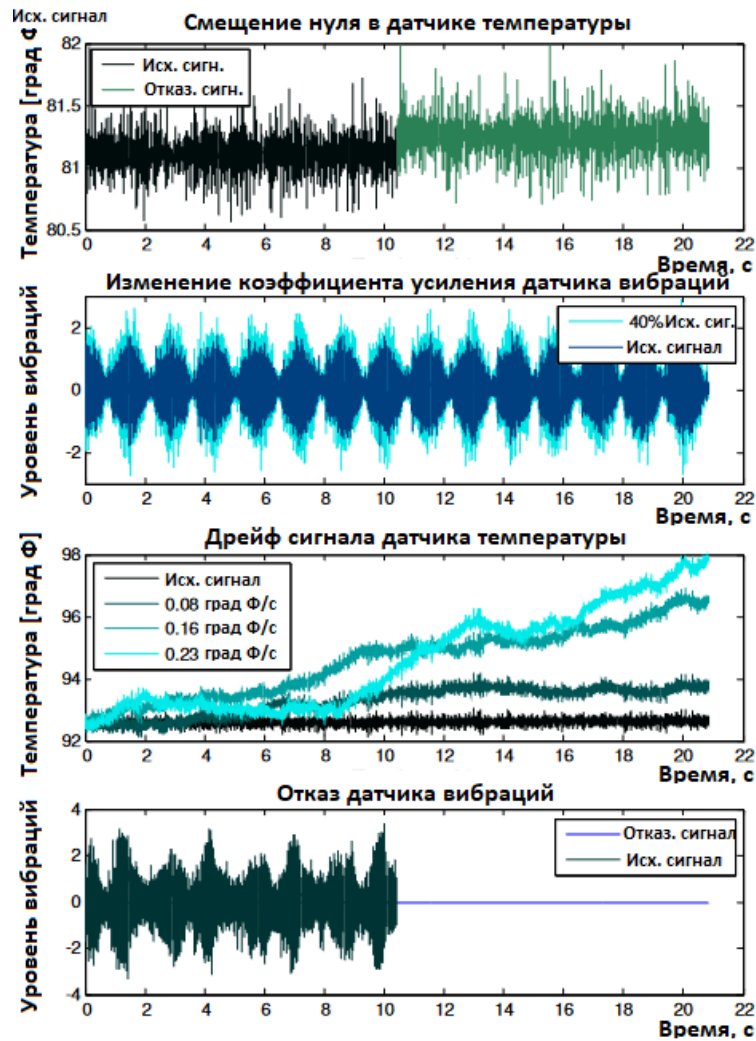 Исх. сигнал
Смещение нуля в датчике температуры
Температура [град Ф]
82
81.5
81
80.5
Исх. сигн.
Отказ. сигн.
0 2 4 6 8 10 12 14 16 18 20 22
Время, с
Изменение коэффициента усиления датчика вибраций
Уровень вибраций
2
0
-2
40%Исх. сиг.
Исх. сигнал
0 2 4 6 8 10 12 14 16 18 20 22
Время, с
Дрейф сигнала датчика температуры
Температура [град Ф]
98
96
94
92
Исх. сигнал
0.08 град Ф/с
0.16 град Ф/с
0.23 град Ф/с
0 2 4 6 8 10 12 14 16 18 20 22
Время, с
Отказ датчика вибраций
Уровень вибраций
4
2
0
-2
-4
Отказ. сигнал
Исх. сигнал
0 2 4 6 8 10 12 14 16 18 20 22
Время, с